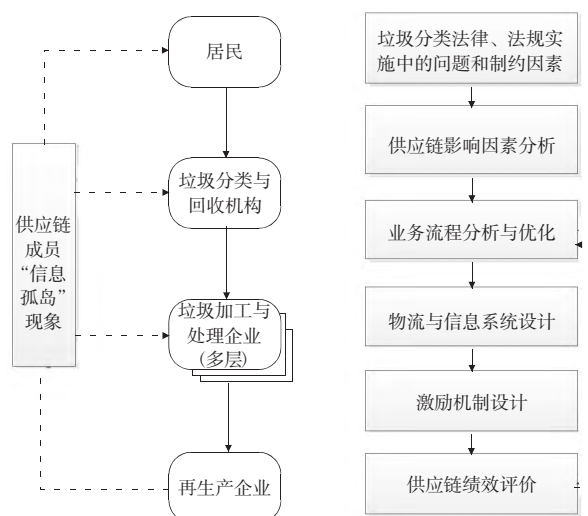 居民
垃圾分类与
回收机构
供应链
成员
“信息
孤岛”
现象
垃圾加工与
处理企业
(多层)
再生产企业
垃圾分类法律、法规实
施中的问题和制约因素
供应链影响因素分析
业务流程分析与优化
物流与信息系统设计
激励机制设计
供应链绩效评价